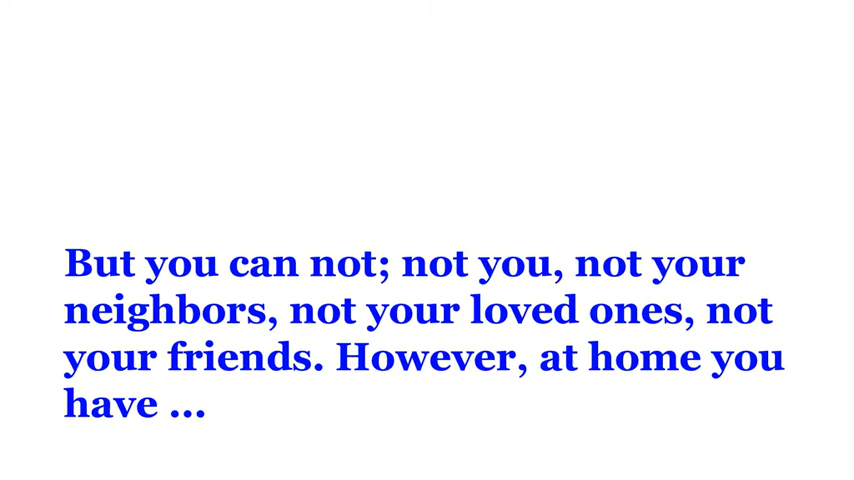 But you can not; not you, not your
neighbors, not your loved ones, not
your friends. However, at home you
have ...